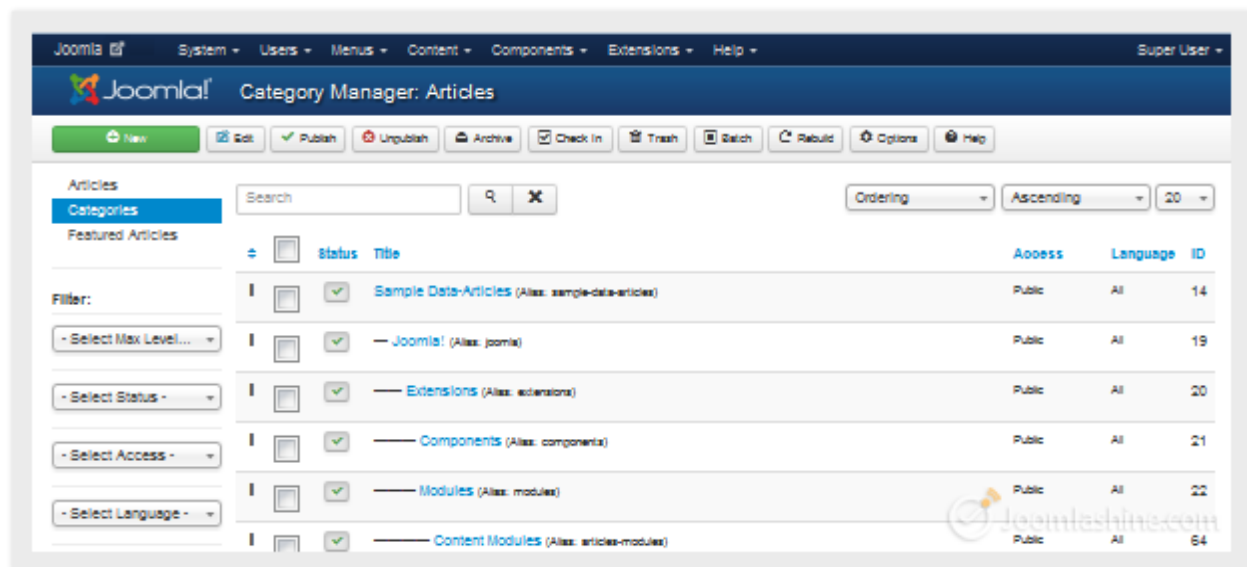 Joomla System Users Menus Content Components Extensions Help Super User
Joomla! Category Manager: Articles
New Edit Publish Unpublish Archive Check In Trash Batch Rebuild Options Help
Articles
Categories
Featured Articles
Filter:
- Select Max Level...
- Select Status -
- Select Access -
- Select Language -
Search Ordering Ascending 20
Status Title Access Language ID
Sample Data-Articles (Alias: sample-data-articles) Public All 14
— Joomla! (Alias: joomla) Public All 19
—— Extensions (Alias: extensions) Public All 20
——— Components (Alias: components) Public All 21
——— Modules (Alias: modules) Public All 22
———— Content Modules (Alias: articles-modules) Public All 64
Joomlashine.com